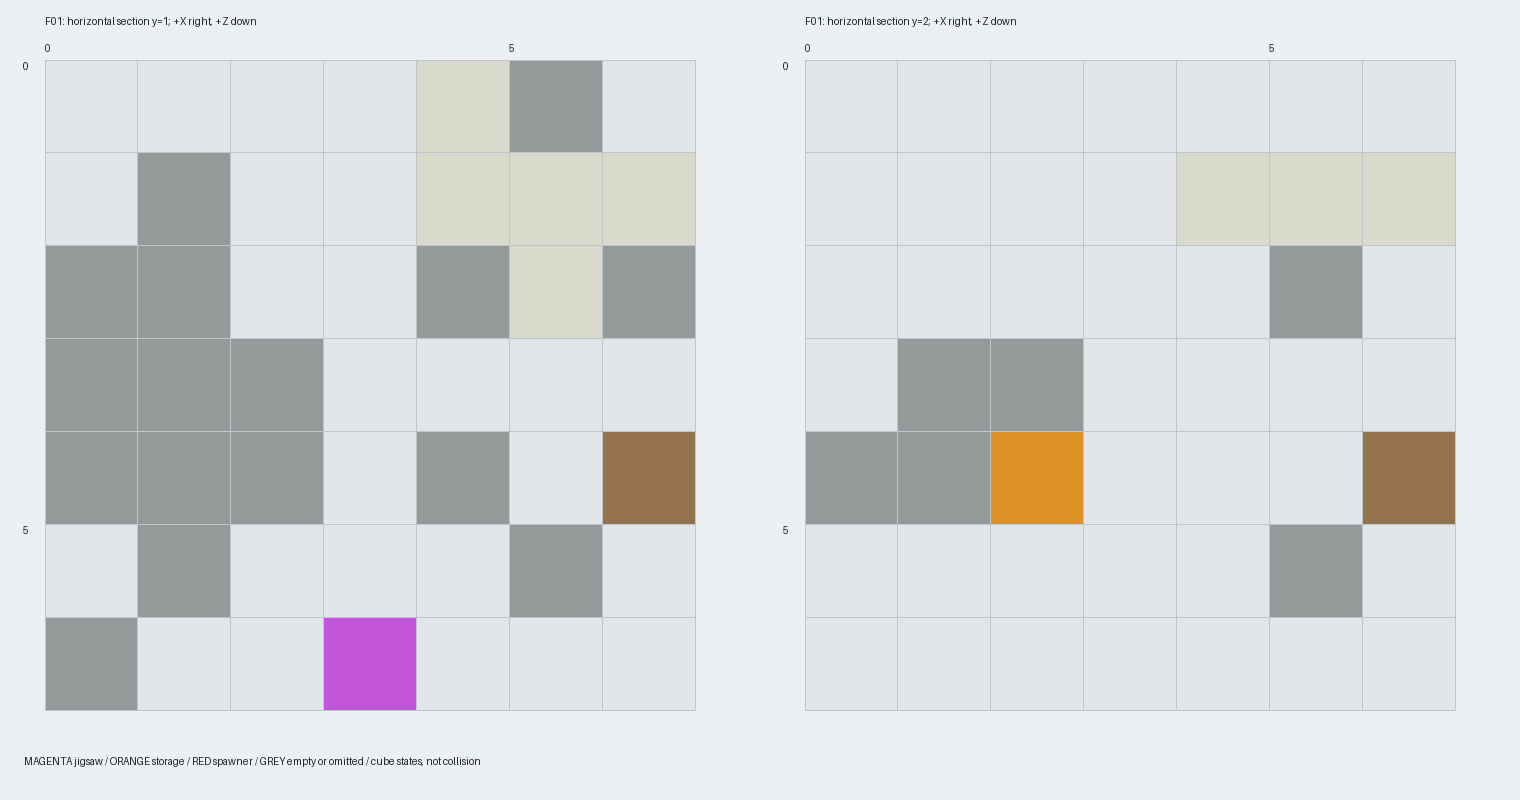 F01: horizontal section y=1; +X right, +Z down
F01: horizontal section y=2; +X right, +Z down
0 5
0 5
0
5
0
5
MAGENTA jigsaw / ORANGE storage / RED spawner / GREY empty or omitted / cube states, not collision